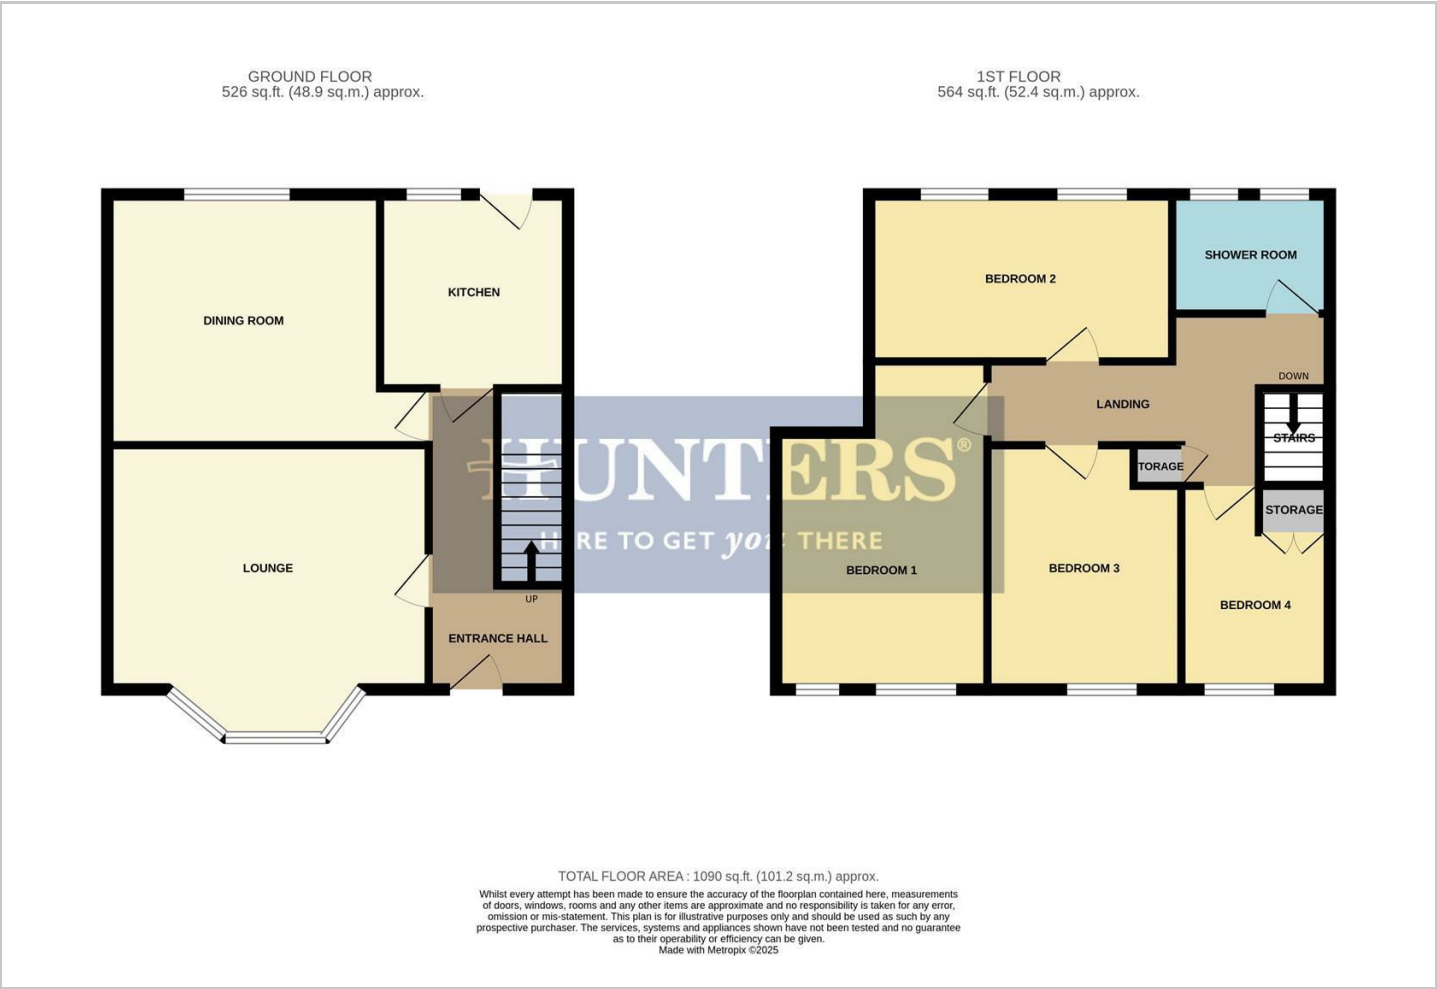 GROUND FLOOR
526 sq.ft. (48.9 sq.m.) approx.
1ST FLOOR
564 sq.ft. (52.4 sq.m.) approx.
DINING ROOM
KITCHEN
LOUNGE
UP
ENTRANCE HALL
BEDROOM 2
SHOWER ROOM
DOWN
LANDING
STAIRS
TORAGE
STORAGE
BEDROOM 1
BEDROOM 3
BEDROOM 4
HUNTERS®
HERE TO GET you THERE
TOTAL FLOOR AREA : 1090 sq.ft. (101.2 sq.m.) approx.
Whilst every attempt has been made to ensure the accuracy of the floorplan contained here, measurements
of doors, windows, rooms and any other items are approximate and no responsibility is taken for any error,
omission or mis-statement. This plan is for illustrative purposes only and should be used as such by any
prospective purchaser. The services, systems and appliances shown have not been tested and no guarantee
as to their operability or efficiency can be given.
Made with Metropix ©2025